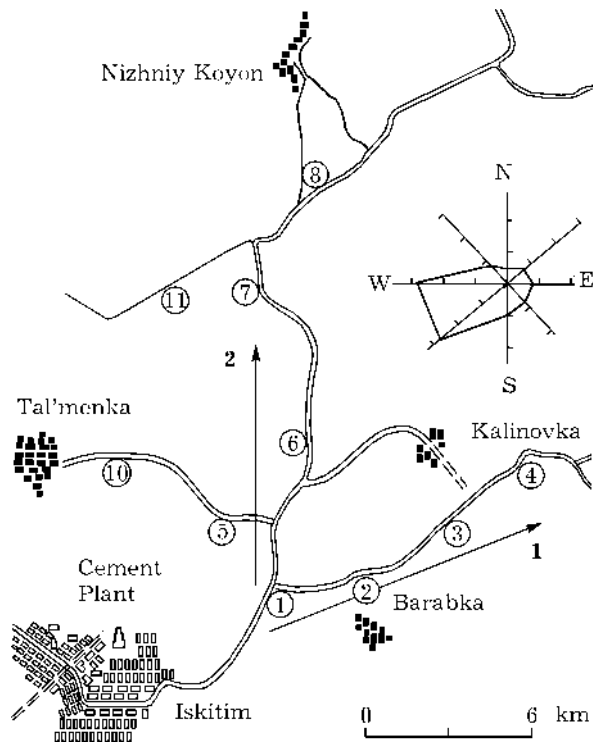 Nizhniy Koyon
8
N
W
E
S
11
7
2
Tal'menka
6
Kalinovka
10
5
4
3
1
Cement
Plant
1
2
Barabka
Iskitim
0
6
km